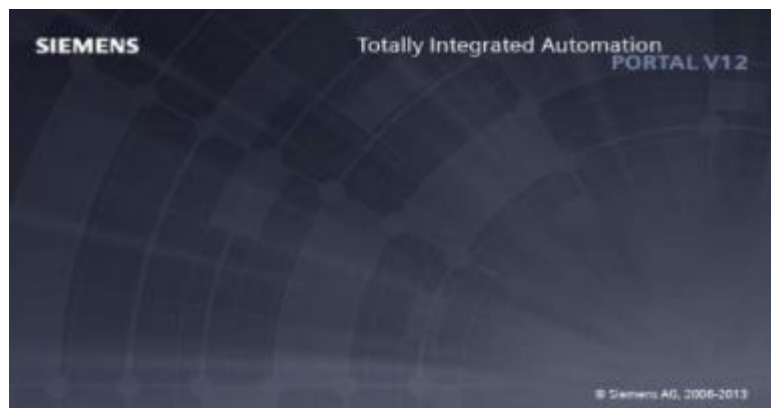 SIEMENS
Totally Integrated Automation
PORTAL V12
© Siemens AG, 2008-2013